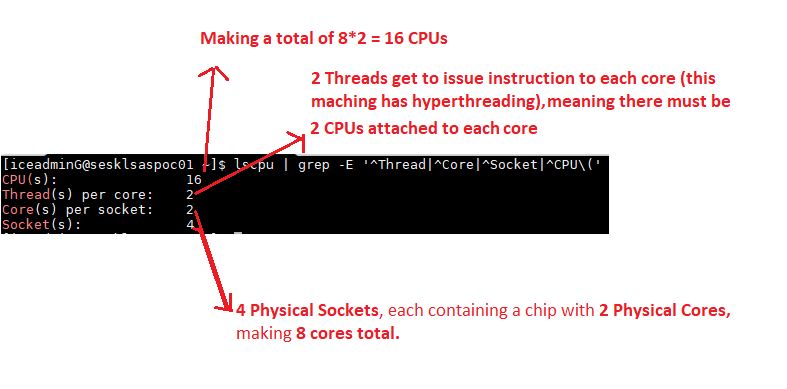 Making a total of 8*2 = 16 CPUs
2 Threads get to issue instruction to each core (this
maching has hyperthreading),meaning there must be
2 CPUs attached to each core
[iceadminG@sesklsaspoc01 ~]$ lscpu | grep -E '^Thread|^Core|^Socket|^CPU\('
CPU(s): 16
Thread(s) per core: 2
Core(s) per socket: 2
Socket(s): 4
4 Physical Sockets, each containing a chip with 2 Physical Cores,
making 8 cores total.